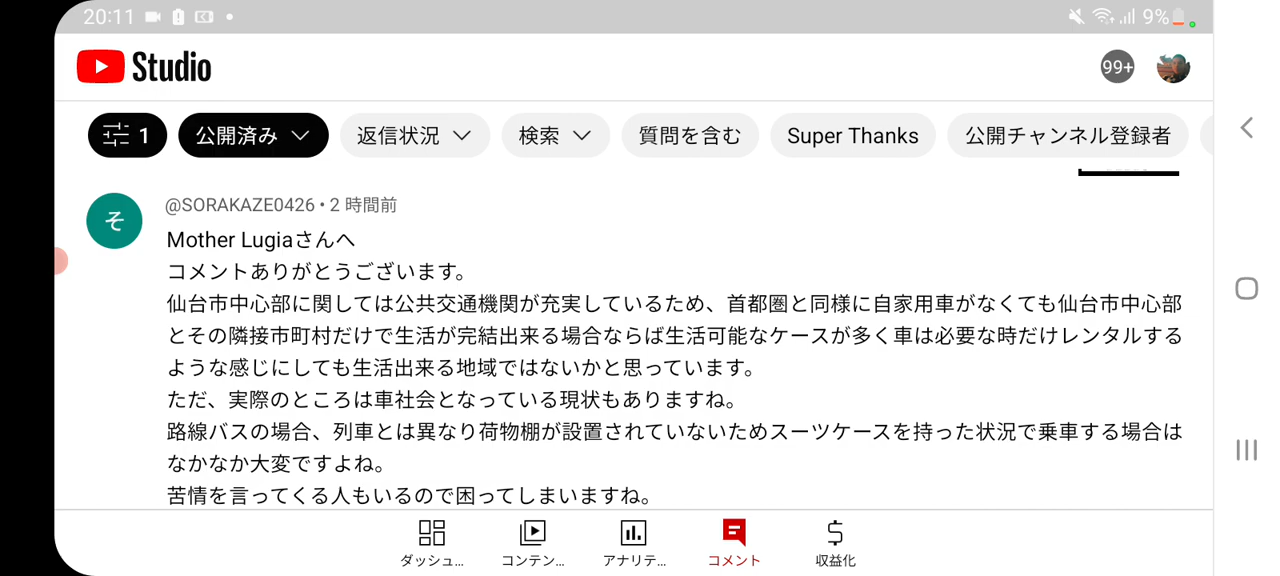 20:11
9%
Studio
99+
1
公開済み
返信状況
検索
質問を含む
Super Thanks
公開チャンネル登録者
そ
@SORAKAZE0426 • 2 時間前
Mother Lugiaさんへ
コメントありがとうございます。
仙台市中心部に関しては公共交通機関が充実しているため、首都圏と同様に自家用車がなくても仙台市中心部
とその隣接市町村だけで生活が完結出来る場合ならば生活可能なケースが多く車は必要な時だけレンタルする
ような感じにしても生活出来る地域ではないかと思っています。
ただ、実際のところは車社会となっている現状もありますね。
路線バスの場合、列車とは異なり荷物棚が設置されていないためスーツケースを持った状況で乗車する場合は
なかなか大変ですよね。
苦情を言ってくる人もいるので困ってしまいますね。
ダッシュ...
コンテン...
アナリテ...
コメント
収益化